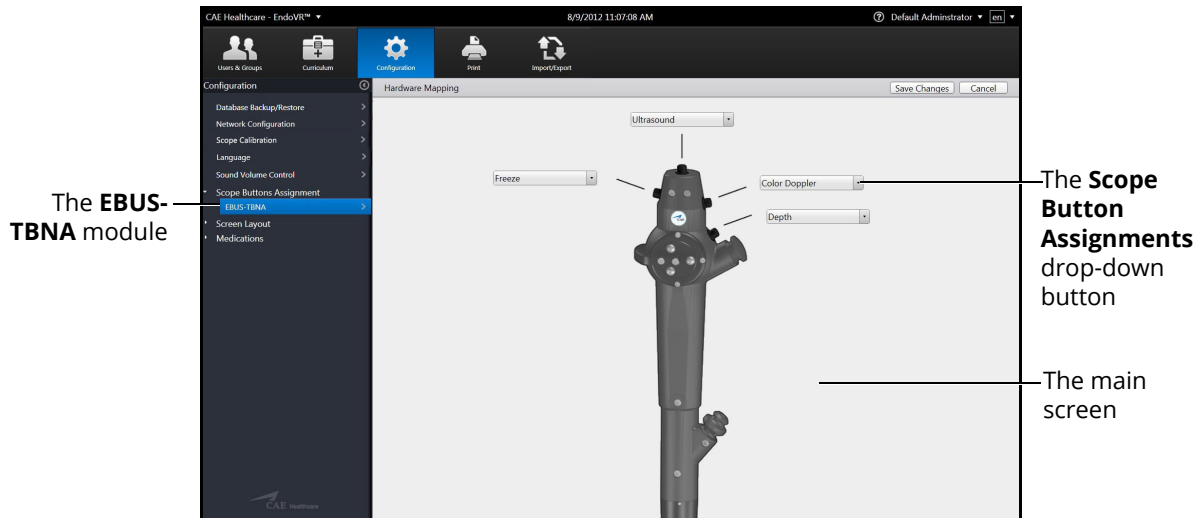 CAE Healthcare - EndoVR™
8/9/2012 11:07:08 AM
? Default Adminstrator
en
Users & Groups
Curriculum
Configuration
Print
Import/Export
Configuration
Hardware Mapping
Save Changes
Cancel
Database Backup/Restore
Network Configuration
Scope Calibration
Language
Sound Volume Control
Scope Buttons Assignment
EBUS-TBNA
Screen Layout
Medications
Ultrasound
Freeze
Color Doppler
Depth
CAE
CAE Healthcare
The EBUS-
TBNA module
The Scope
Button
Assignments
drop-down
button
The main
screen